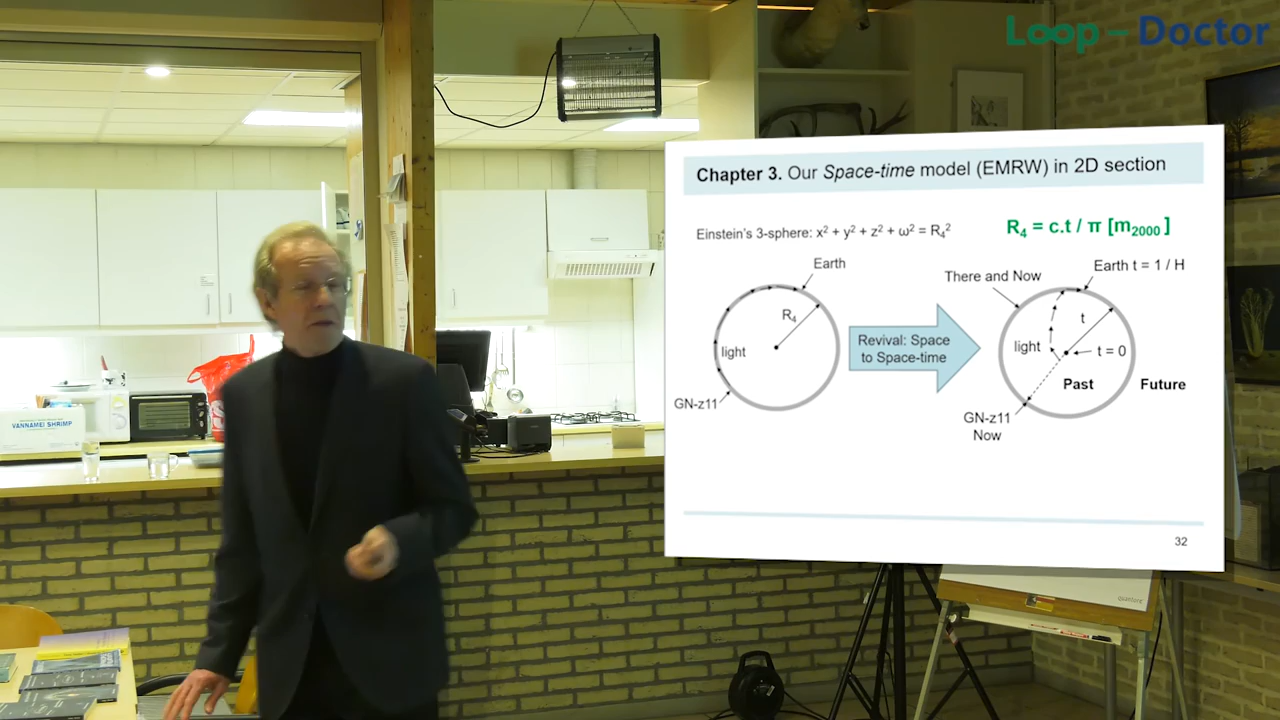 Loop – Doctor
Chapter 3. Our Space-time model (EMRW) in 2D section
Einstein's 3-sphere: x² + y² + z² + ω² = R₄²
R₄ = c.t / π [m₂₀₀₀ ]
Earth
R₄
light
GN-z11
Revival: Space
to Space-time
There and Now
Earth t = 1 / H
t
light
t = 0
Past
Future
GN-z11
Now
32
VANNAMEI SHRIMP